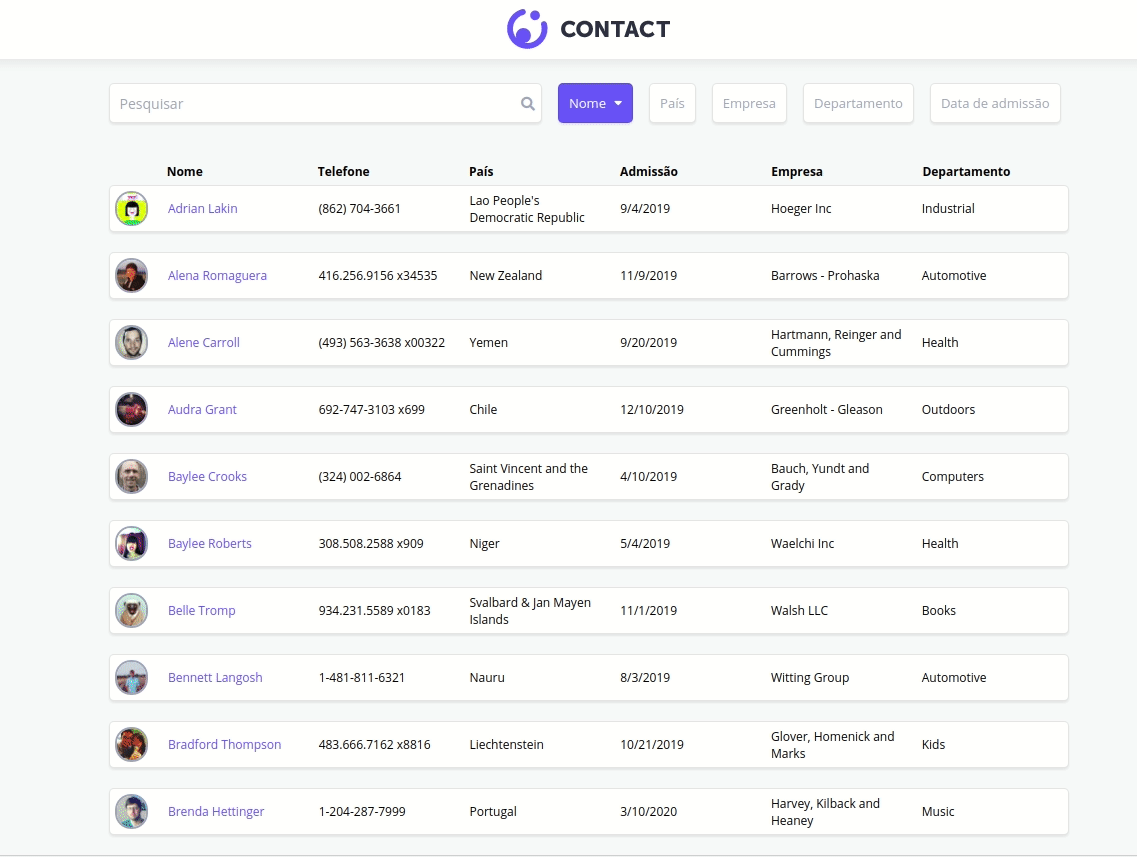 CONTACT
Pesquisar Nome País Empresa Departamento Data de admissão
Nome Telefone País Admissão Empresa Departamento
Adrian Lakin (862) 704-3661 Lao People's Democratic Republic 9/4/2019 Hoeger Inc Industrial
Alena Romaguera 416.256.9156 x34535 New Zealand 11/9/2019 Barrows - Prohaska Automotive
Alene Carroll (493) 563-3638 x00322 Yemen 9/20/2019 Hartmann, Reinger and Cummings Health
Audra Grant 692-747-3103 x699 Chile 12/10/2019 Greenholt - Gleason Outdoors
Baylee Crooks (324) 002-6864 Saint Vincent and the Grenadines 4/10/2019 Bauch, Yundt and Grady Computers
Baylee Roberts 308.508.2588 x909 Niger 5/4/2019 Waelchi Inc Health
Belle Tromp 934.231.5589 x0183 Svalbard & Jan Mayen Islands 11/1/2019 Walsh LLC Books
Bennett Langosh 1-481-811-6321 Nauru 8/3/2019 Witting Group Automotive
Bradford Thompson 483.666.7162 x8816 Liechtenstein 10/21/2019 Glover, Homenick and Marks Kids
Brenda Hettinger 1-204-287-7999 Portugal 3/10/2020 Harvey, Kilback and Heaney Music